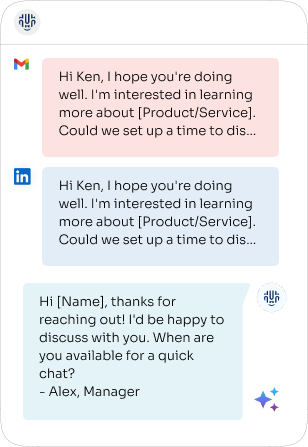 Hi Ken, I hope you're doing
well. I'm interested in learning
more about [Product/Service].
Could we set up a time to dis...
in
Hi Ken, I hope you're doing
well. I'm interested in learning
more about [Product/Service].
Could we set up a time to dis...
Hi [Name], thanks for
reaching out! I'd be happy to
discuss with you. When are
you available for a quick
chat?
- Alex, Manager